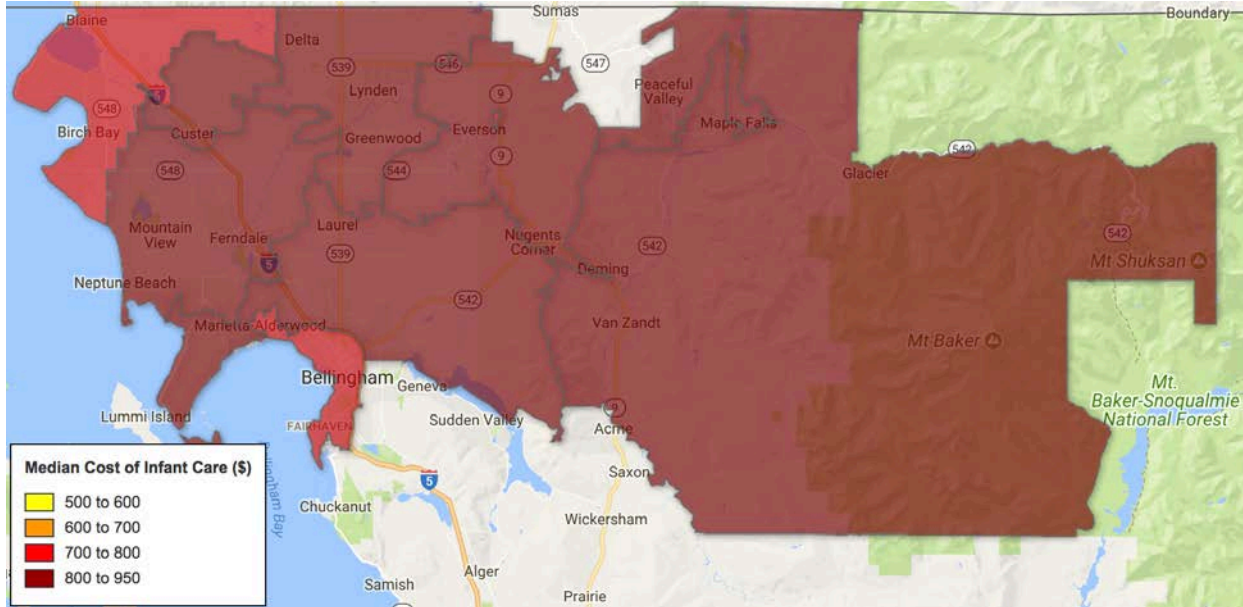 Sumas
Boundary
Blaine
Delta
539
546
547
9
Lynden
Peaceful
Valley
5
548
Birch Bay
Custer
Greenwood
Everson
Maple Falls
9
542
548
544
Glacier
Mountain
View
Ferndale
Laurel
Nugents
Corner
539
542
542
5
Mt Shuksan
Deming
Neptune Beach
542
Marietta-Alderwood
Van Zandt
Mt Baker
Bellingham
Geneva
Mt.
Baker-Snoqualmie
National Forest
Lummi Island
Sudden Valley
9
FAIRHAVEN
Acme
Bellingham Bay
Saxon
5
Chuckanut
Wickersham
Alger
Samish
Prairie
Median Cost of Infant Care ($)
500 to 600
600 to 700
700 to 800
800 to 950